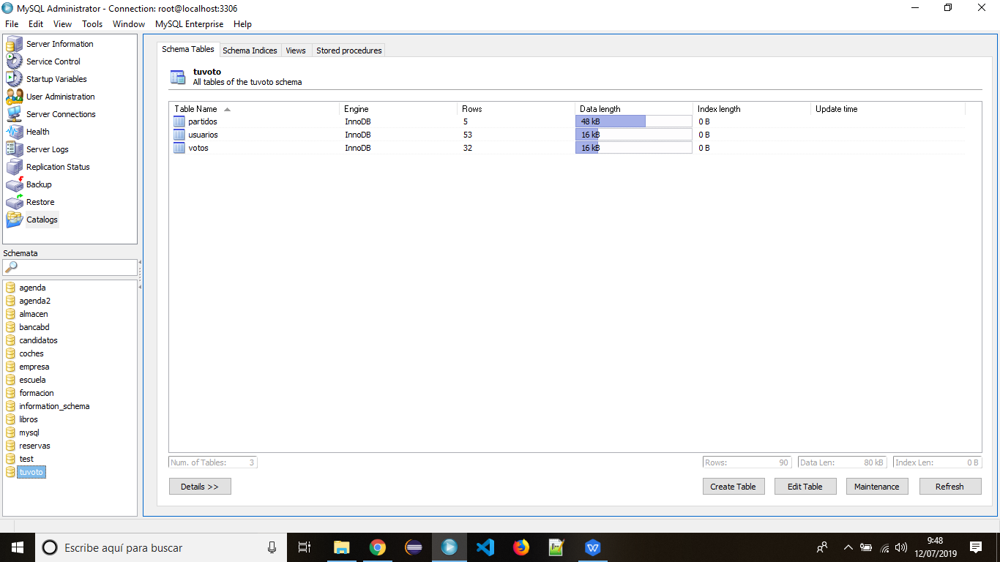 MySQL Administrator - Connection: root@localhost:3306
File Edit View Tools Window MySQL Enterprise Help
Server Information
Service Control
Startup Variables
User Administration
Server Connections
Health
Server Logs
Replication Status
Backup
Restore
Catalogs
Schemata
agenda
agenda2
almacen
bancabd
candidatos
coches
empresa
escuela
formacion
information_schema
libros
mysql
reservas
test
tuvoto
Schema Tables Schema Indices Views Stored procedures
tuvoto
All tables of the tuvoto schema
Table Name Engine Rows Data length Index length Update time
partidos InnoDB 5 48 kB 0 B
usuarios InnoDB 53 16 kB 0 B
votos InnoDB 32 16 kB 0 B
Num. of Tables: 3 Rows: 90 Data Len: 80 kB Index Len: 0 B
Details >> Create Table Edit Table Maintenance Refresh
Escribe aquí para buscar
9:48
12/07/2019